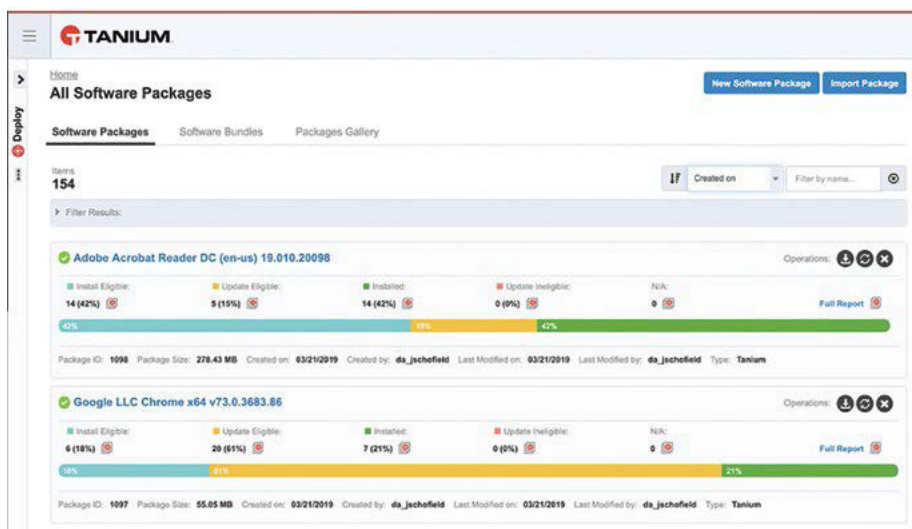 TANIUM
Home
All Software Packages
New Software Package Import Package
Deploy
Software Packages Software Bundles Packages Gallery
Items
154
Created on Filter by name...
Filter Results:
Adobe Acrobat Reader DC (en-us) 19.010.20098 Operations:
Install Eligible: Update Eligible: Installed: Update Ineligible: N/A:
14 (42%) 5 (15%) 14 (42%) 0 (0%) 0 Full Report
42% 15% 42%
Package ID: 1098 Package Size: 278.43 MB Created on: 03/21/2019 Created by: da_jschofield Last Modified on: 03/21/2019 Last Modified by: da_jschofield Type: Tanium
Google LLC Chrome x64 v73.0.3683.86 Operations:
Install Eligible: Update Eligible: Installed: Update Ineligible: N/A:
6 (18%) 20 (61%) 7 (21%) 0 (0%) 0 Full Report
18% 61% 21%
Package ID: 1097 Package Size: 55.05 MB Created on: 03/21/2019 Created by: da_jschofield Last Modified on: 03/21/2019 Last Modified by: da_jschofield Type: Tanium